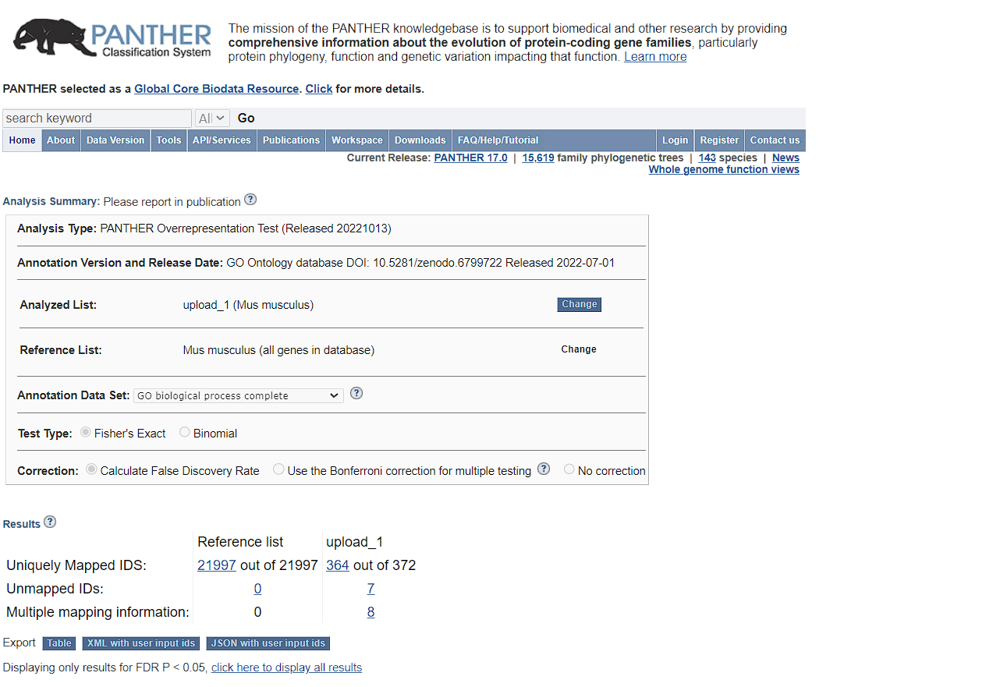 PANTHER
Classification System
The mission of the PANTHER knowledgebase is to support biomedical and other research by providing
comprehensive information about the evolution of protein-coding gene families, particularly
protein phylogeny, function and genetic variation impacting that function. Learn more
PANTHER selected as a Global Core Biodata Resource. Click for more details.
search keyword All Go
Home About Data Version Tools API/Services Publications Workspace Downloads FAQ/Help/Tutorial Login Register Contact us
Current Release: PANTHER 17.0 | 15,619 family phylogenetic trees | 143 species | News
Whole genome function views
Analysis Summary: Please report in publication ?
Analysis Type: PANTHER Overrepresentation Test (Released 20221013)
Annotation Version and Release Date: GO Ontology database DOI: 10.5281/zenodo.6799722 Released 2022-07-01
Analyzed List: upload_1 (Mus musculus) Change
Reference List: Mus musculus (all genes in database) Change
Annotation Data Set: GO biological process complete ?
Test Type: Fisher's Exact Binomial
Correction: Calculate False Discovery Rate Use the Bonferroni correction for multiple testing ? No correction
Results ?
Reference list upload_1
Uniquely Mapped IDS: 21997 out of 21997 364 out of 372
Unmapped IDs: 0 7
Multiple mapping information: 0 8
Export Table XML with user input ids JSON with user input ids
Displaying only results for FDR P < 0.05, click here to display all results